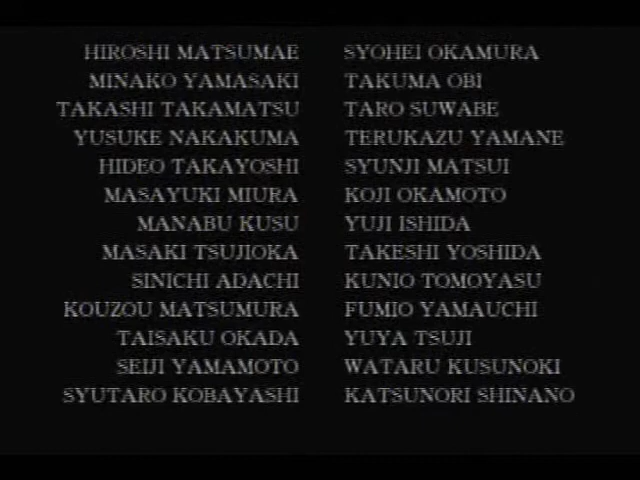 HIROSHI MATSUMAE SYOHEI OKAMURA
MINAKO YAMASAKI TAKUMA OBI
TAKASHI TAKAMATSU TARO SUWABE
YUSUKE NAKAKUMA TERUKAZU YAMANE
HIDEO TAKAYOSHI SYUNJI MATSUI
MASAYUKI MIURA KOJI OKAMOTO
MANABU KUSU YUJI ISHIDA
MASAKI TSUJIOKA TAKESHI YOSHIDA
SINICHI ADACHI KUNIO TOMOYASU
KOUZOU MATSUMURA FUMIO YAMAUCHI
TAISAKU OKADA YUYA TSUJI
SEIJI YAMAMOTO WATARU KUSUNOKI
SYUTARO KOBAYASHI KATSUNORI SHINANO